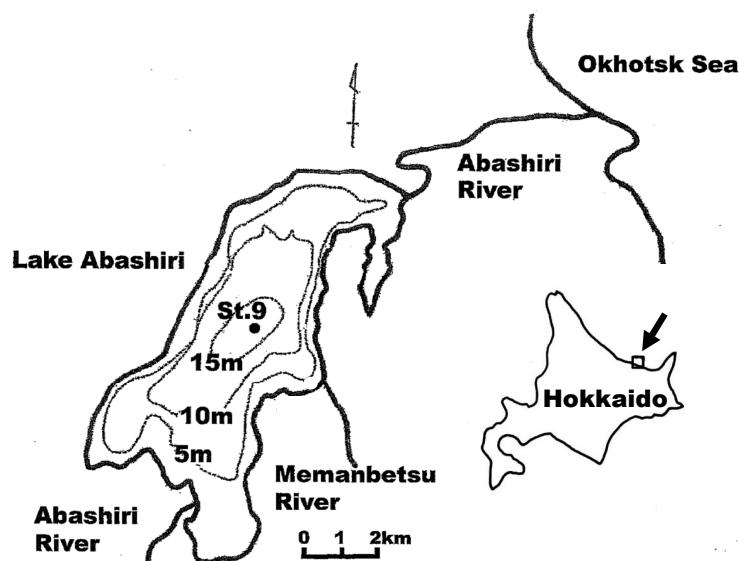 Okhotsk Sea
Abashiri
River
Lake Abashiri
St.9
15m
Hokkaido
10m
5m
Memanbetsu
River
Abashiri
River
0 1 2km